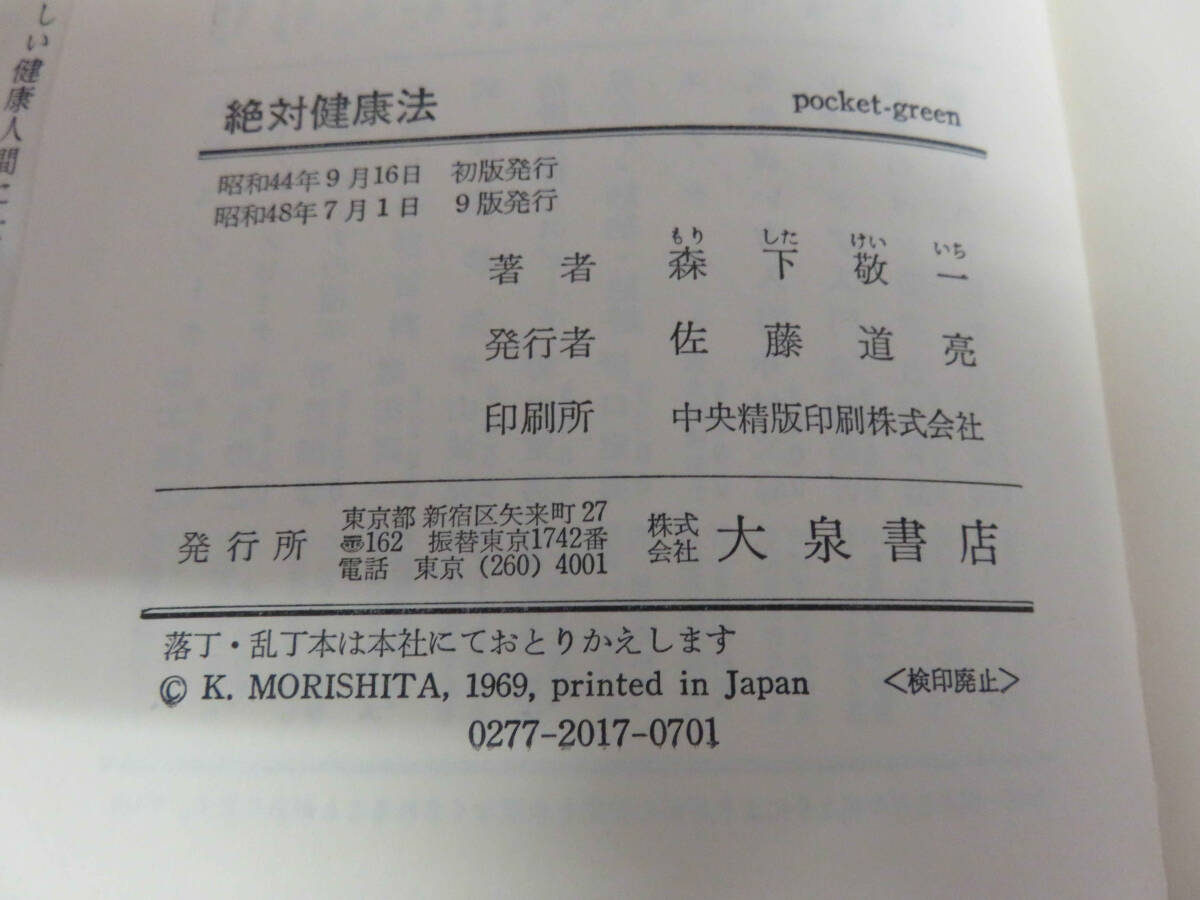 しい健康人間に
絶対健康法 pocket-green
昭和44年9月16日 初版発行
昭和48年7月1日 9版発行
もり した けい いち
著者 森下敬一
発行者 佐藤道亮
印刷所 中央精版印刷株式会社
発行所
東京都 新宿区矢来町27
〠162 振替東京1742番
電話 東京 (260) 4001
株式会社 大泉書店
落丁・乱丁本は本社にておとりかえします
© K. MORISHITA, 1969, printed in Japan <検印廃止>
0277-2017-0701